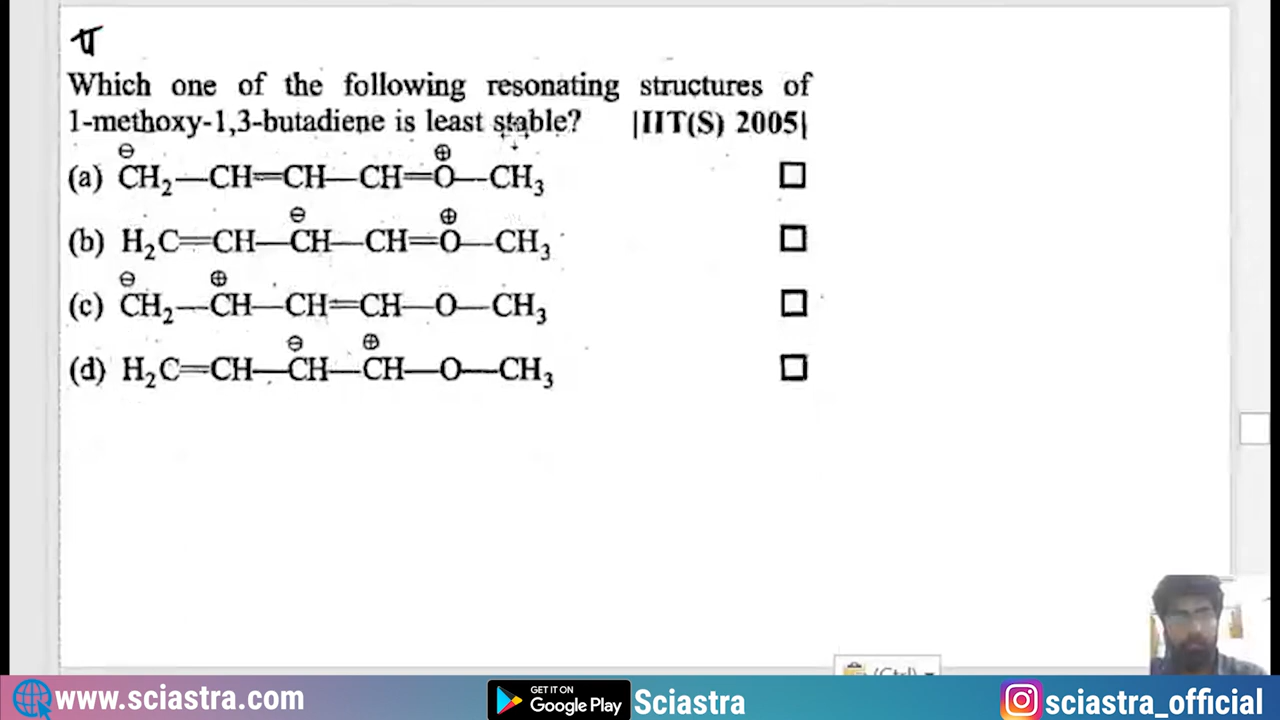 Which one of the following resonating structures of
1-methoxy-1,3-butadiene is least stable? |IIT(S) 2005|
(a) CH₂⊖—CH=CH—CH=O⊕—CH₃
(b) H₂C=CH—CH⊖—CH=O⊕—CH₃
(c) CH₂⊖—CH⊕—CH=CH—O—CH₃
(d) H₂C=CH—CH⊖—CH⊕—O—CH₃
(Ctrl)
www.sciastra.com GET IT ON Google Play Sciastra sciastra_official